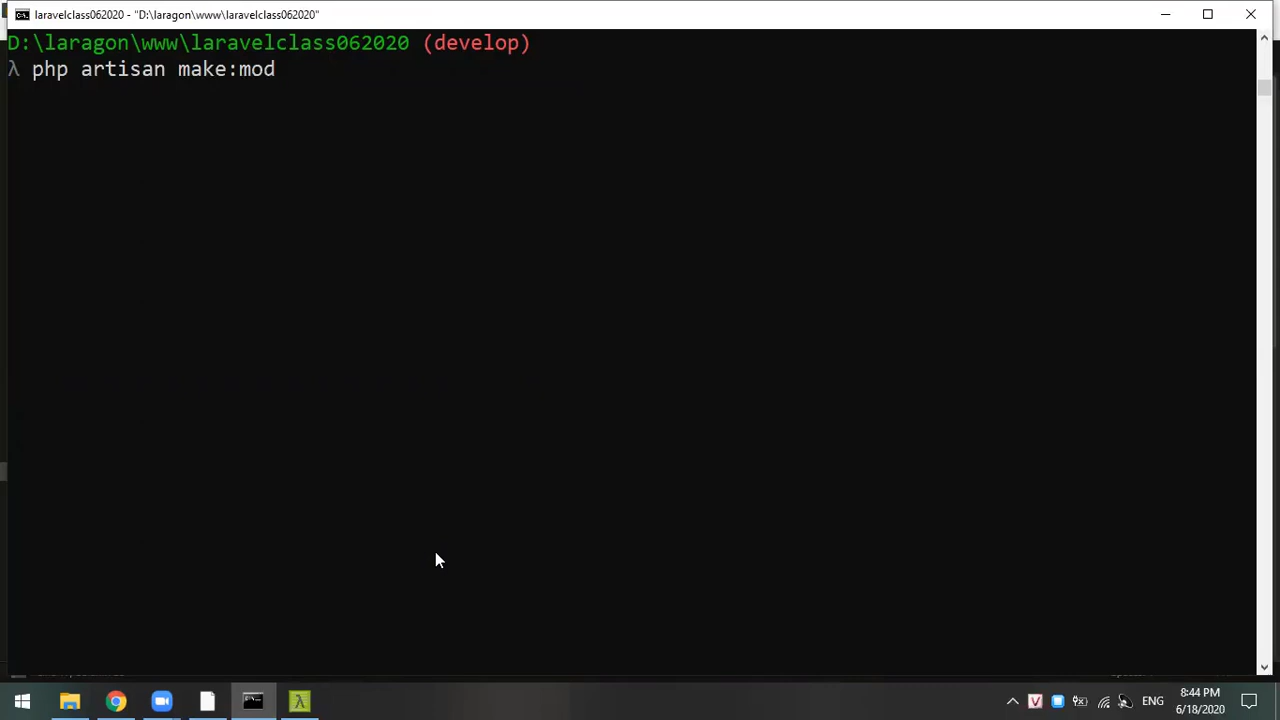 laravelclass062020 - "D:\laragon\www\laravelclass062020"
D:\laragon\www\laravelclass062020 (develop)
λ php artisan make:mod
V
ENG
8:44 PM
6/18/2020